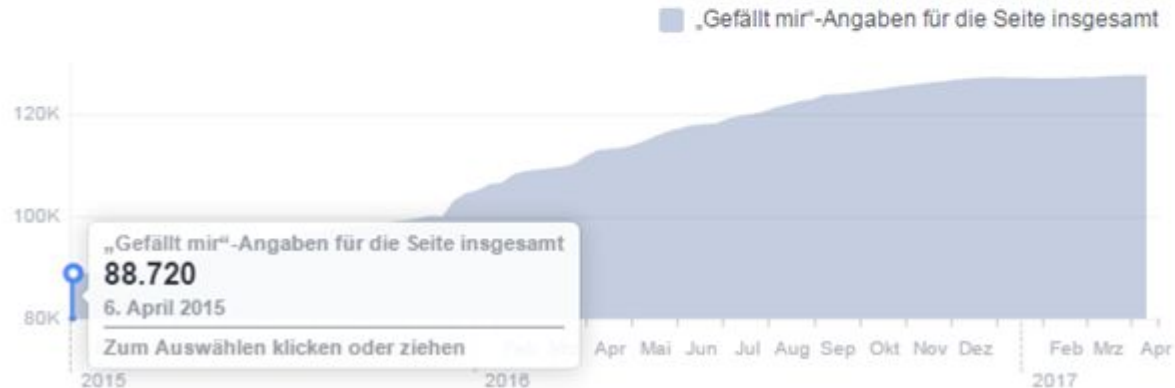 „Gefällt mir“-Angaben für die Seite insgesamt
120K
100K
80K
„Gefällt mir“-Angaben für die Seite insgesamt
88.720
6. April 2015
Zum Auswählen klicken oder ziehen
Apr Mai Jun Jul Aug Sep Okt Nov Dez Feb Mrz Apr
2015 2016 2017